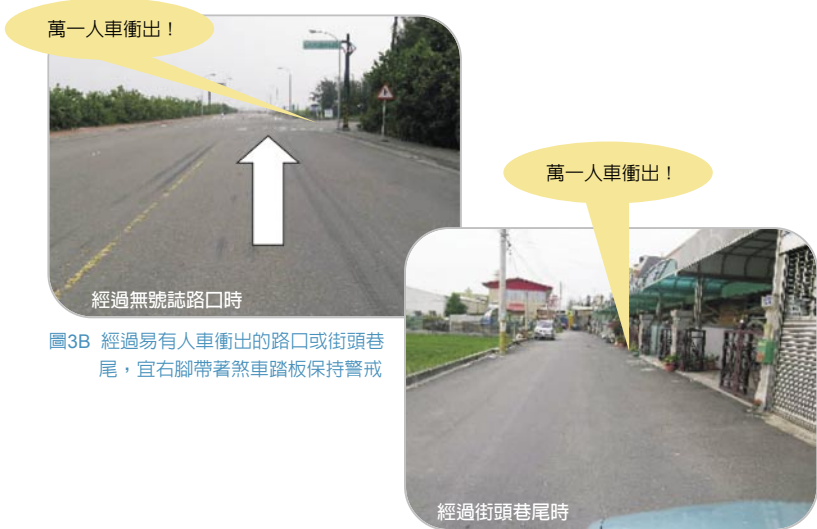 萬一人車衝出！
經過無號誌路口時
圖3B 經過易有人車衝出的路口或街頭巷
尾，宜右腳帶著煞車踏板保持警戒
萬一人車衝出！
經過街頭巷尾時